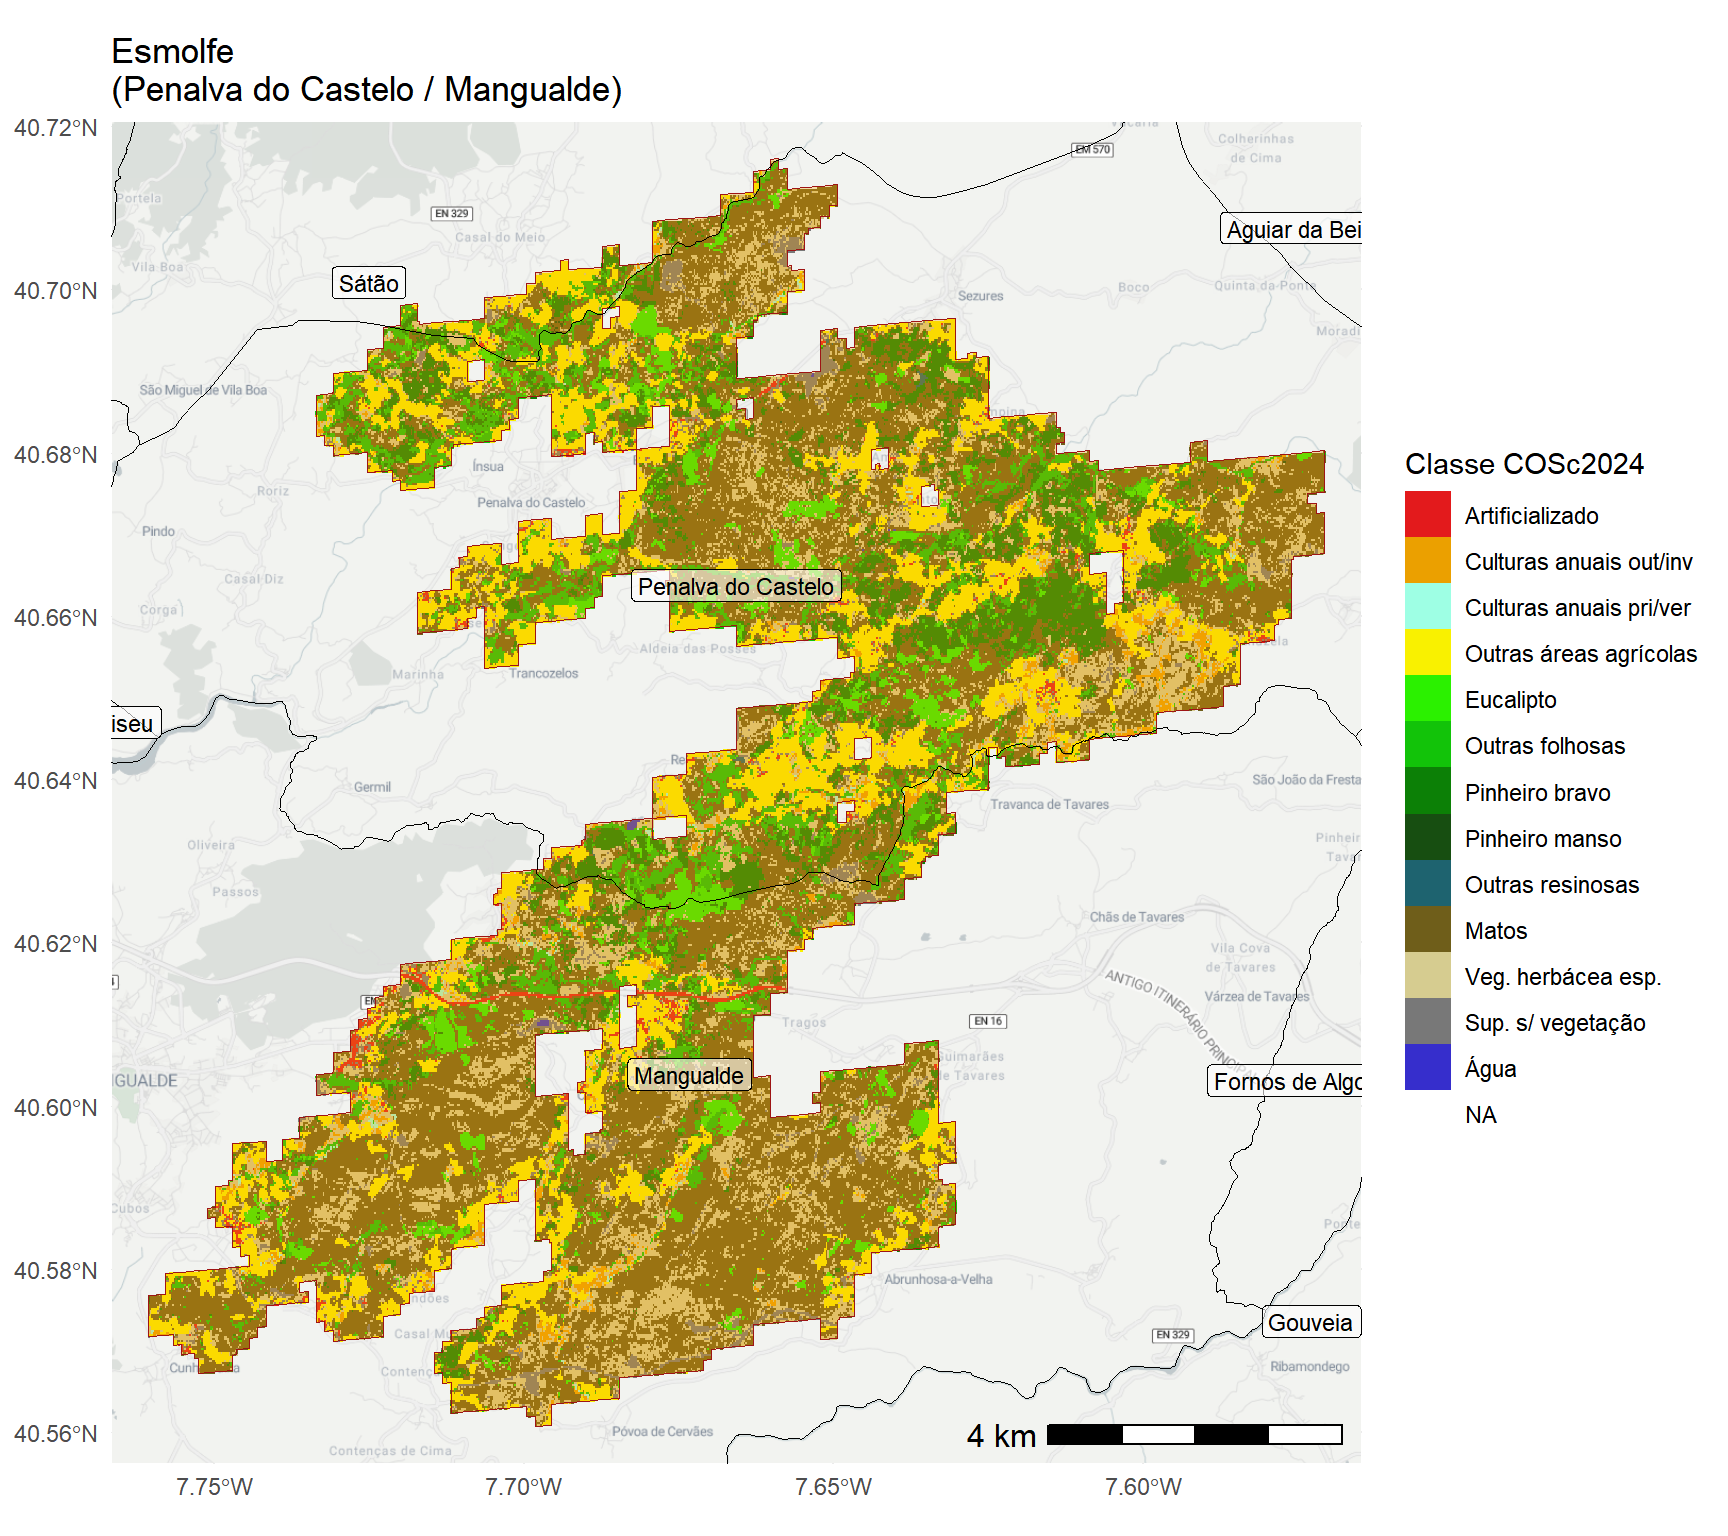 Esmolfe
(Penalva do Castelo / Mangualde)
40.72°N
40.70°N
40.68°N
40.66°N
40.64°N
40.62°N
40.60°N
40.58°N
40.56°N
7.75°W
7.70°W
7.65°W
7.60°W
EM 570
Colherinhas
de Cima
Portela
EN 329
Casal do Meio
Aguiar da Bei
Vila Boa
Sátão
Sezures
Boco
Quinta da Ponte
Moradi
São Miguel de Vila Boa
Ínsua
Roriz
Penalva do Castelo
Pindo
Casal Diz
Penalva do Castelo
Corga
Aldeia das Posses
Marinha
Trancozelos
iseu
Germil
São João da Fresta
Travanca de Tavares
Oliveira
Pinheir
Tavar
Passos
Chãs de Tavares
Vila Cova
de Tavares
ANTIGO ITINERÁRIO PRINCIPAL
Várzea de Tavares
EN
Tragos
EN 16
Guimarães
de Tavares
Mangualde
NGUALDE
Fornos de Algo
Cubos
Ponte
Abrunhosa-a-Velha
Gouveia
EN 329
Casal M
Ribamondego
Contenç
Póvoa de Cervães
Contenças de Cima
4 km
Classe COSc2024
Artificializado
Culturas anuais out/inv
Culturas anuais pri/ver
Outras áreas agrícolas
Eucalipto
Outras folhosas
Pinheiro bravo
Pinheiro manso
Outras resinosas
Matos
Veg. herbácea esp.
Sup. s/ vegetação
Água
NA